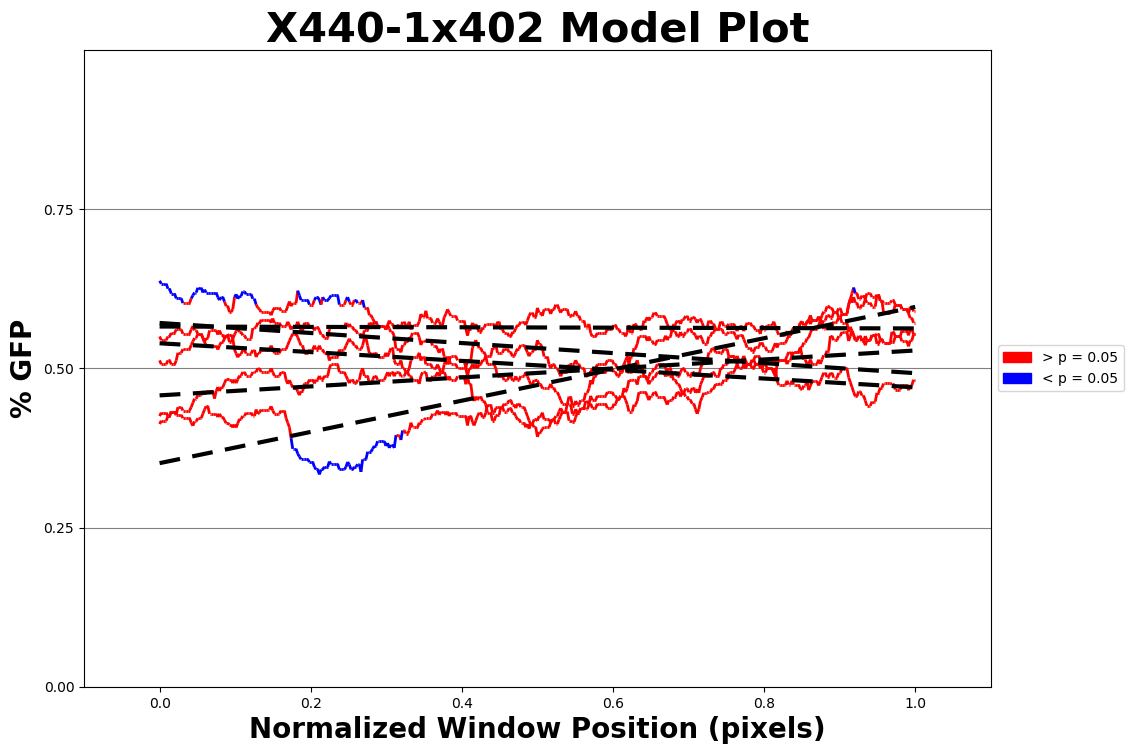 X440-1x402 Model Plot
% GFP
0.75
0.50
0.25
0.00
0.0 0.2 0.4 0.6 0.8 1.0
Normalized Window Position (pixels)
> p = 0.05
< p = 0.05